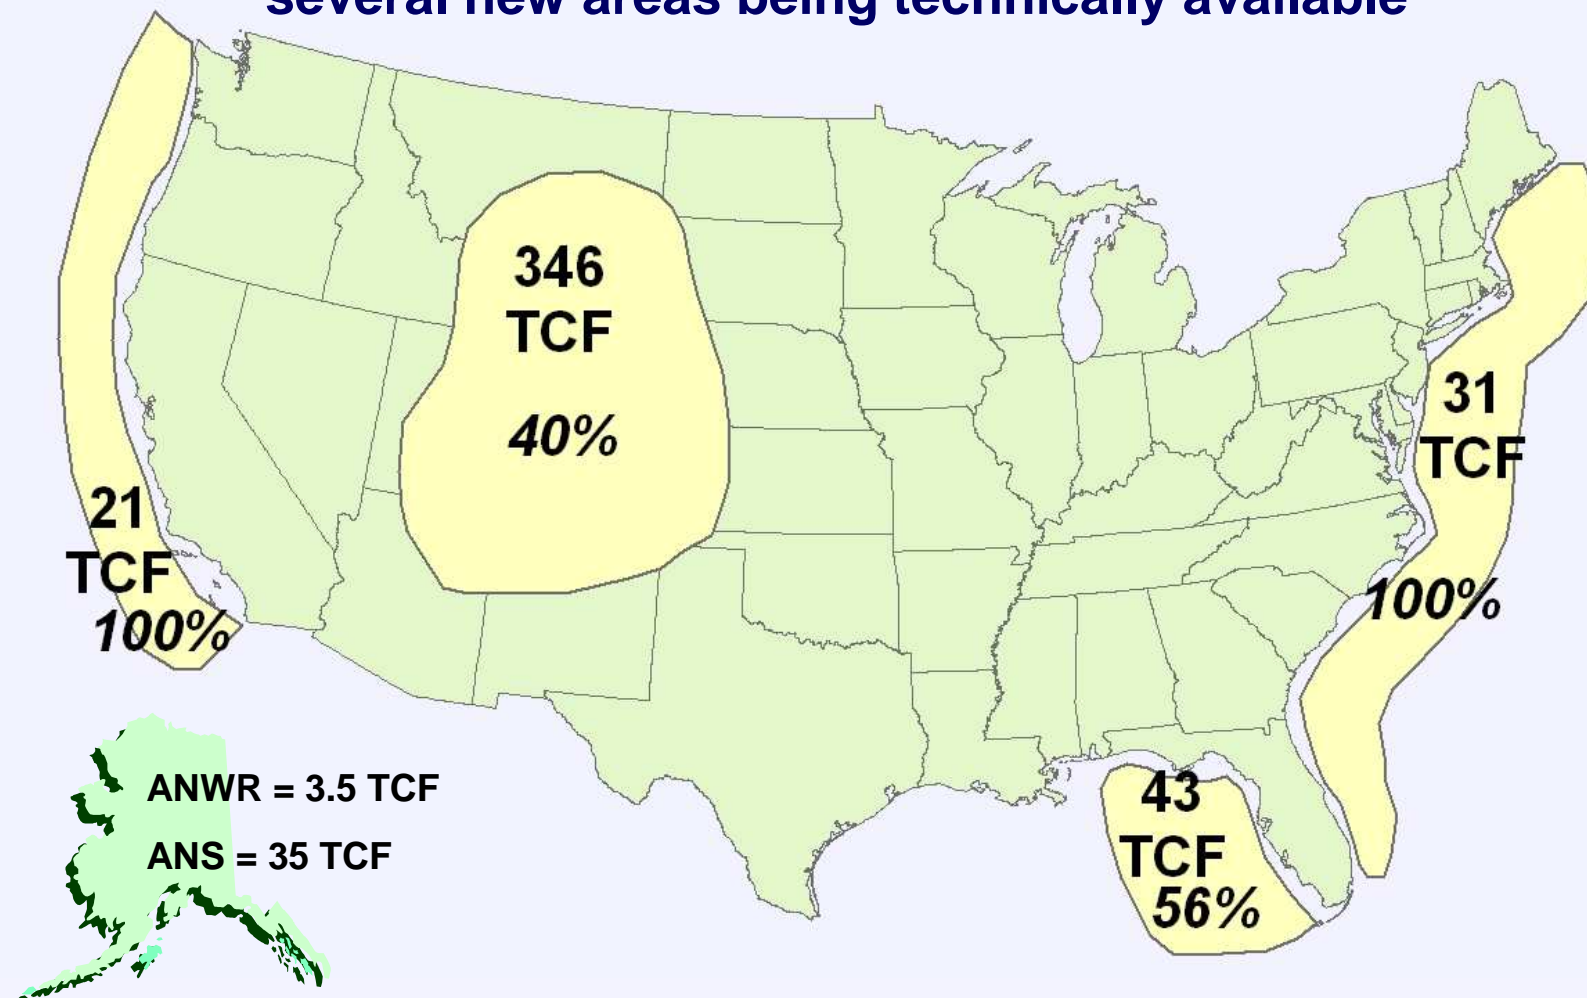 several new areas being technically available
346
TCF
40%
21
TCF
100%
31
TCF
100%
43
TCF
56%
ANWR = 3.5 TCF
ANS = 35 TCF